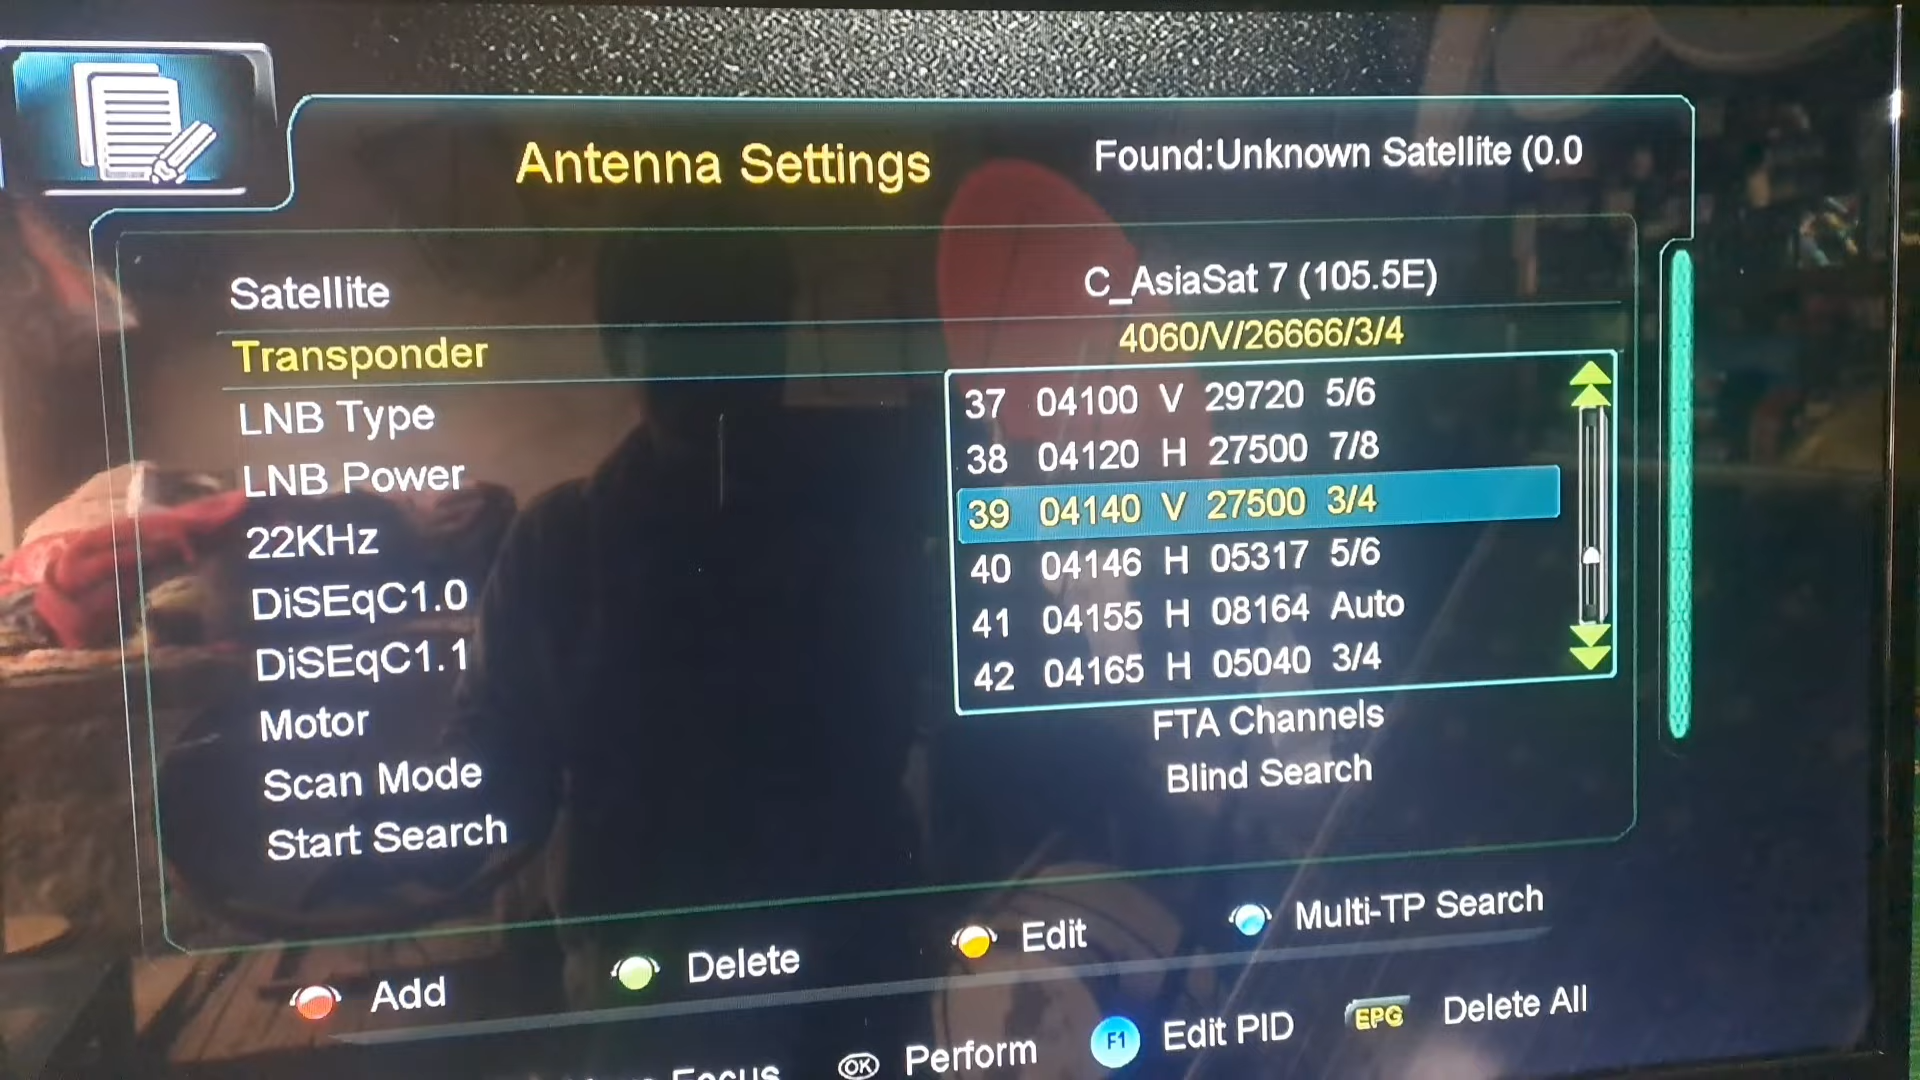 Antenna Settings
Found:Unknown Satellite (0.0
Satellite
C_AsiaSat 7 (105.5E)
Transponder
4060/V/26666/3/4
LNB Type
37 04100 V 29720 5/6
LNB Power
38 04120 H 27500 7/8
39 04140 V 27500 3/4
22KHz
40 04146 H 05317 5/6
DiSEqC1.0
41 04155 H 08164 Auto
DiSEqC1.1
42 04165 H 05040 3/4
Motor
FTA Channels
Scan Mode
Blind Search
Start Search
Add
Delete
Edit
Multi-TP Search
Focus
OK Perform
F1 Edit PID
EPG Delete All